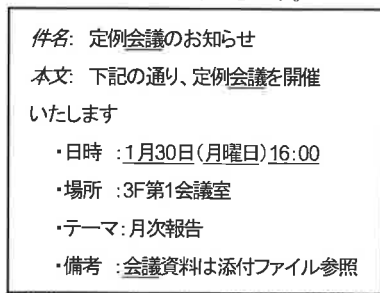 件名: 定例会議のお知らせ
本文: 下記の通り、定例会議を開催
いたします
・日時 :1月30日(月曜日)16:00
・場所 :3F第1会議室
・テーマ:月次報告
・備考 :会議資料は添付ファイル参照